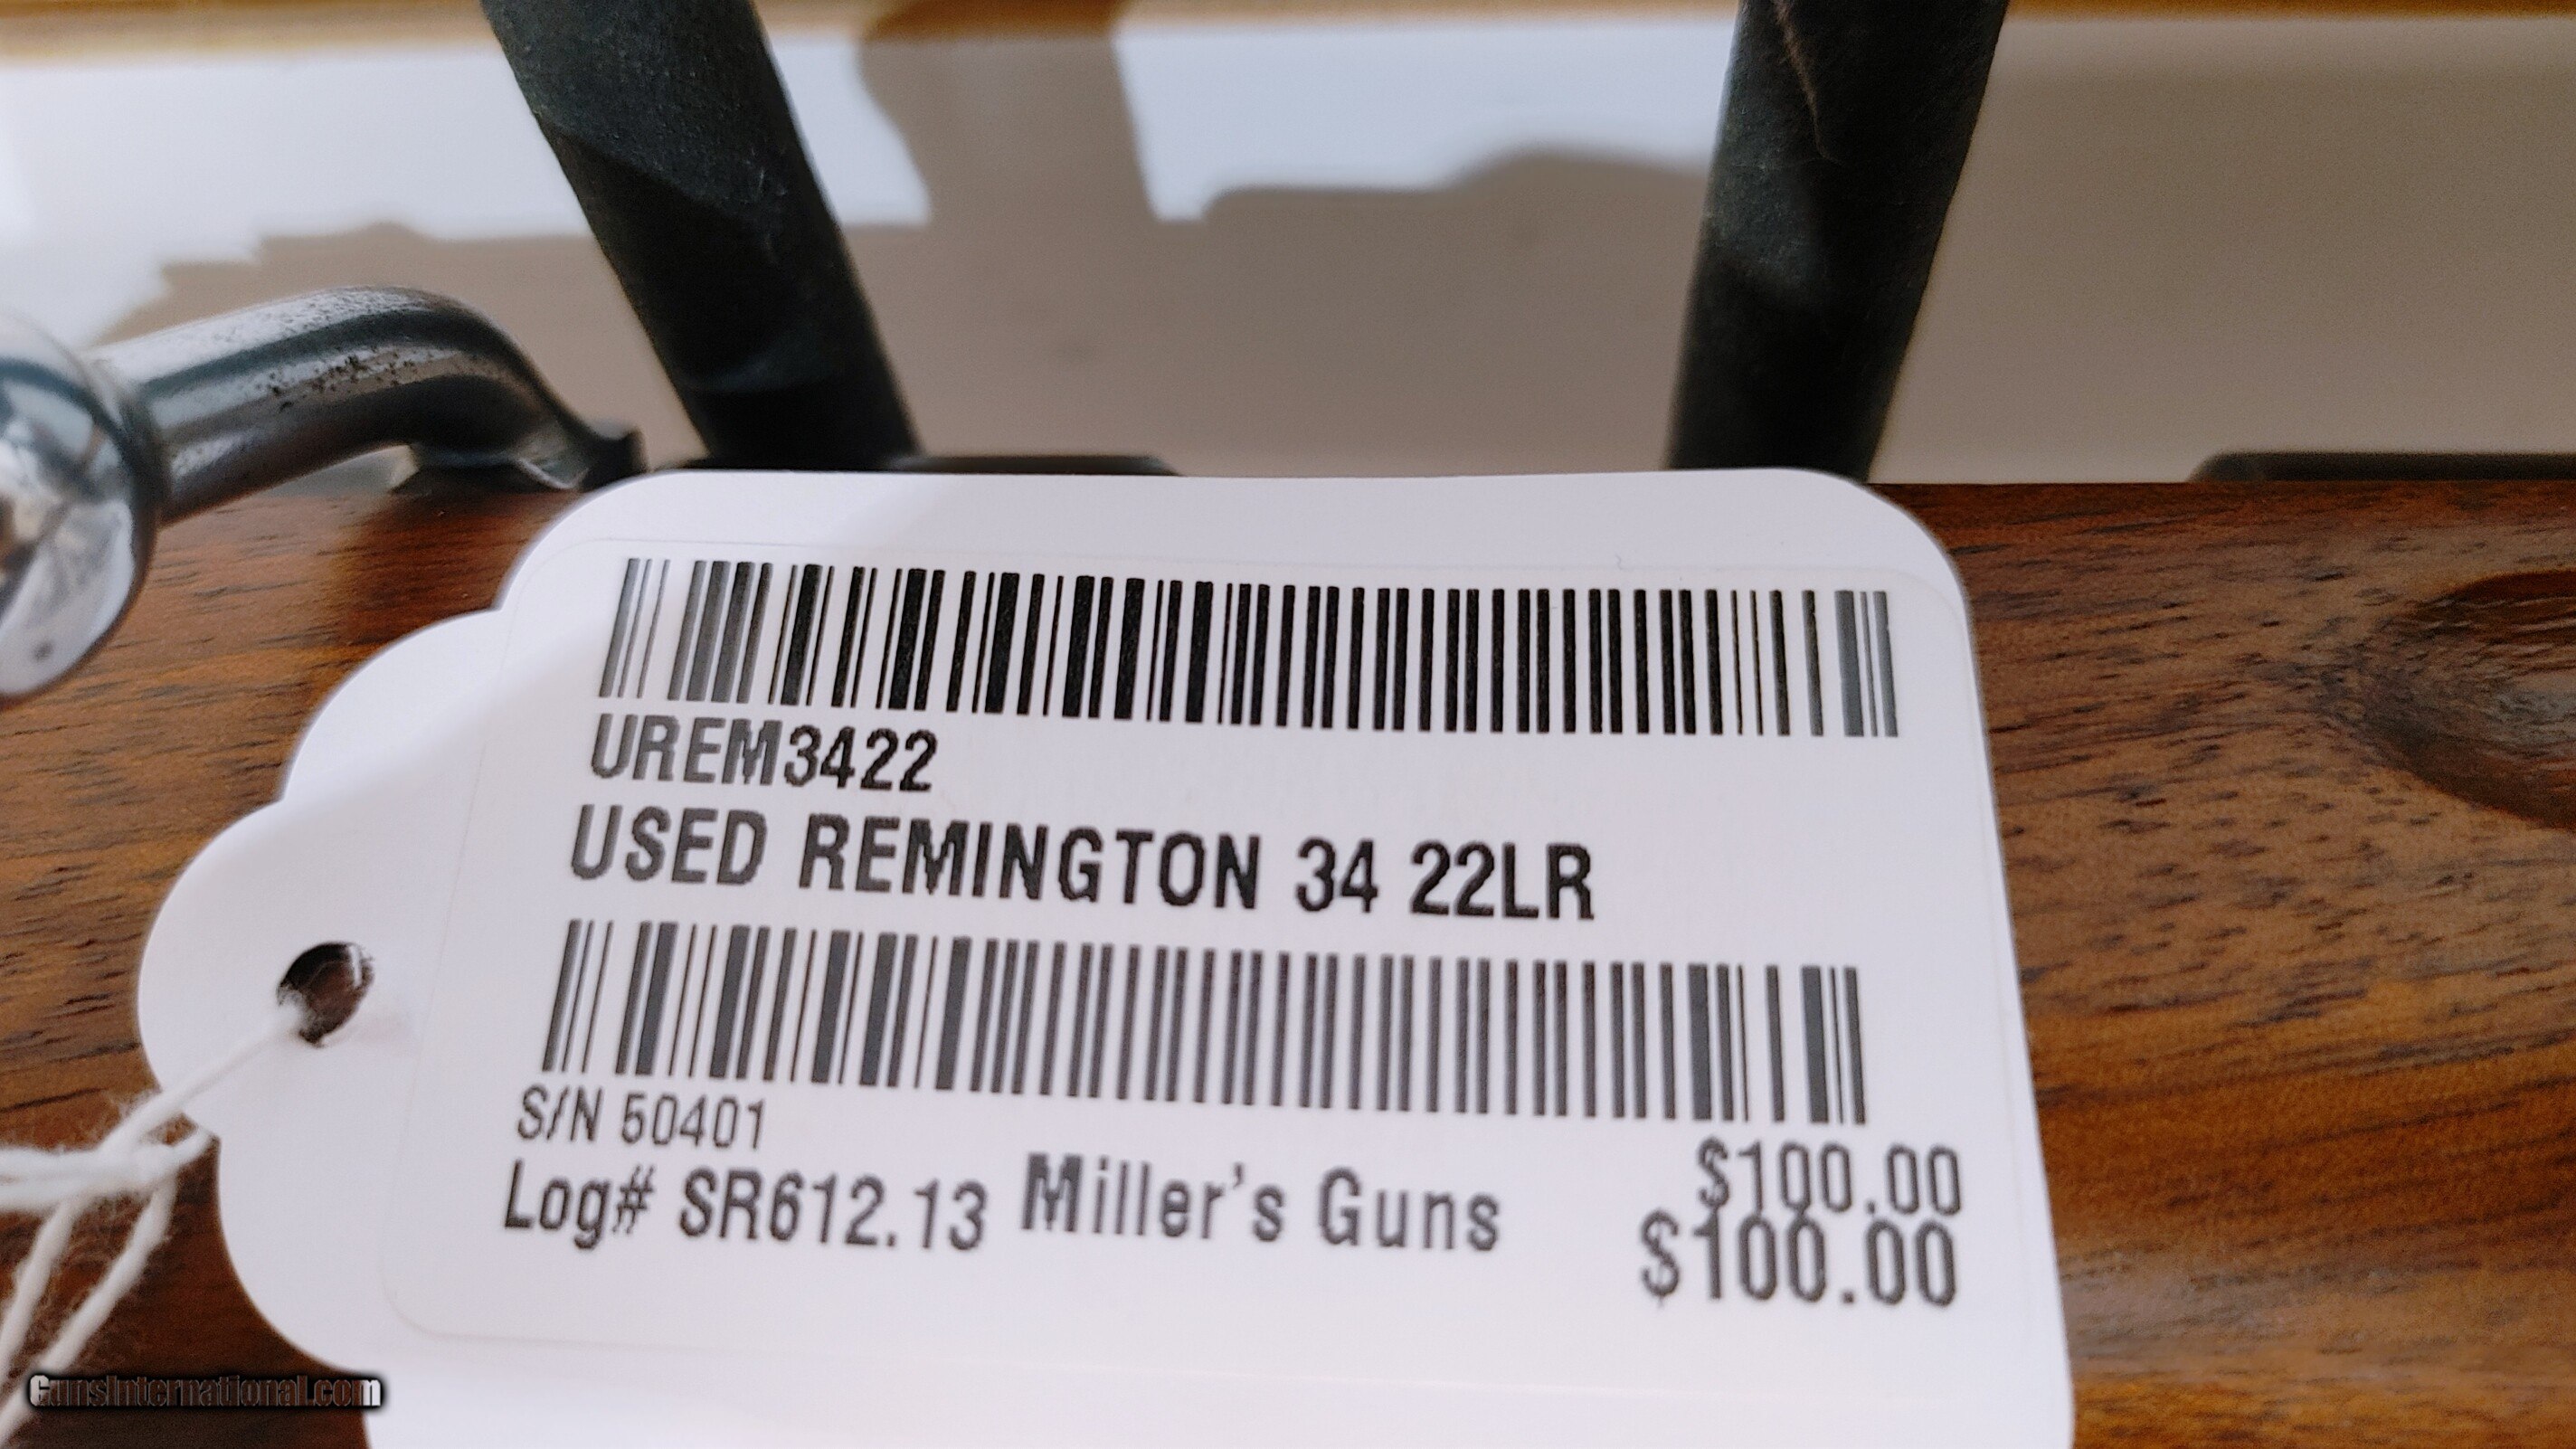 UREM3422
USED REMINGTON 34 22LR
S/N 50401
$100.00
Log# SR612.13 Miller's Guns
$100.00
GunsInternational.com